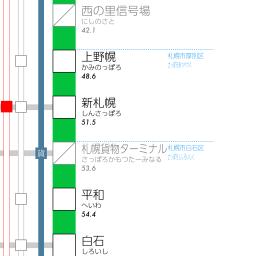 西の里信号場
にしのさと
42.1
上野幌
かみのっぽろ
48.6
札幌市厚別区
新札幌
しんさっぽろ
51.5
札幌貨物ターミナル
さっぽろかもつたーみなる
53.6
札幌市白石区
貨
平和
へいわ
54.4
白石
しろいし